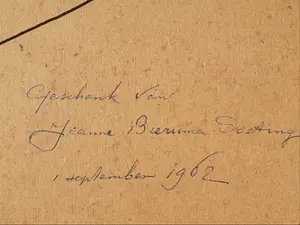 Geschenk van
Jeanne Bieruma Oosting
1 september 1962